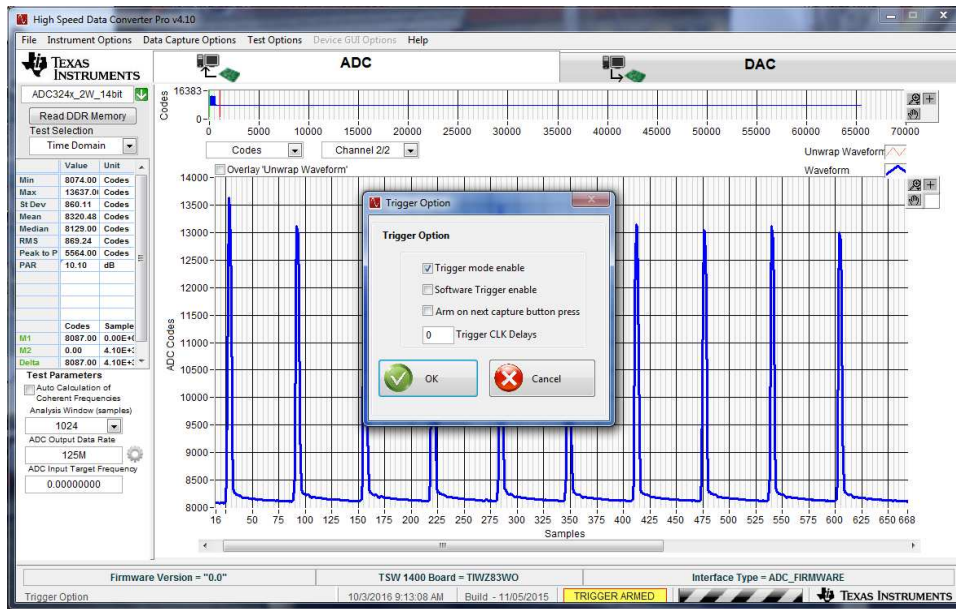 High Speed Data Converter Pro v4.10
File Instrument Options Data Capture Options Test Options Device GUI Options Help
TEXAS INSTRUMENTS
ADC
DAC
ADC324x_2W_14bit
Read DDR Memory
Test Selection
Time Domain
Value Unit
Min 8074.00 Codes
Max 13637.0 Codes
St Dev 860.11 Codes
Mean 8320.48 Codes
Median 8129.00 Codes
RMS 869.24 Codes
Peak to P 5564.00 Codes
PAR 10.10 dB
Codes Sample
M1 8087.00 0.00E+
M2 0.00 4.10E+
Delta 8087.00 4.10E+
Test Parameters
Auto Calculation of
Coherent Frequencies
Analysis Window (samples)
1024
ADC Output Data Rate
125M
ADC Input Target Frequency
0.00000000
Codes
16383
0
0 5000 10000 15000 20000 25000 30000 35000 40000 45000 50000 55000 60000 65000 70000
Codes
Channel 2/2
Unwrap Waveform
Overlay 'Unwrap Waveform'
Waveform
ADC Codes
14000
13500
13000
12500
12000
11500
11000
10500
10000
9500
9000
8500
8000
16 50 75 100 125 150 175 200 225 250 275 300 325 350 375 400 425 450 475 500 525 550 575 600 625 650 668
Samples
Trigger Option
Trigger Option
Trigger mode enable
Software Trigger enable
Arm on next capture button press
0 Trigger CLK Delays
OK
Cancel
Firmware Version = "0.0"
TSW 1400 Board = TIWZ83WO
Interface Type = ADC_FIRMWARE
Trigger Option
10/3/2016 9:13:08 AM
Build - 11/05/2015
TRIGGER ARMED
TEXAS INSTRUMENTS